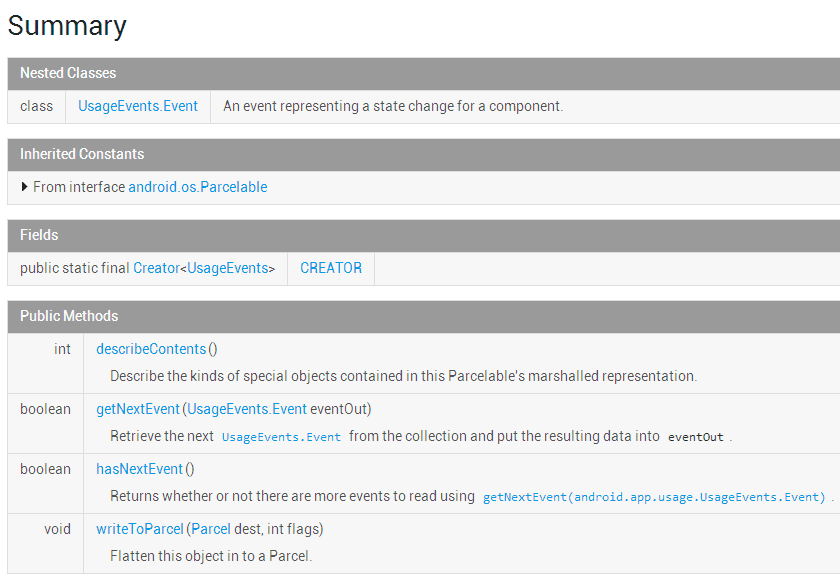 Summary
Nested Classes
class UsageEvents.Event An event representing a state change for a component.
Inherited Constants
From interface android.os.Parcelable
Fields
public static final Creator<UsageEvents> CREATOR
Public Methods
int describeContents()
Describe the kinds of special objects contained in this Parcelable's marshalled representation.
boolean getNextEvent(UsageEvents.Event eventOut)
Retrieve the next UsageEvents.Event from the collection and put the resulting data into eventOut .
boolean hasNextEvent()
Returns whether or not there are more events to read using getNextEvent(android.app.usage.UsageEvents.Event) .
void writeToParcel(Parcel dest, int flags)
Flatten this object in to a Parcel.